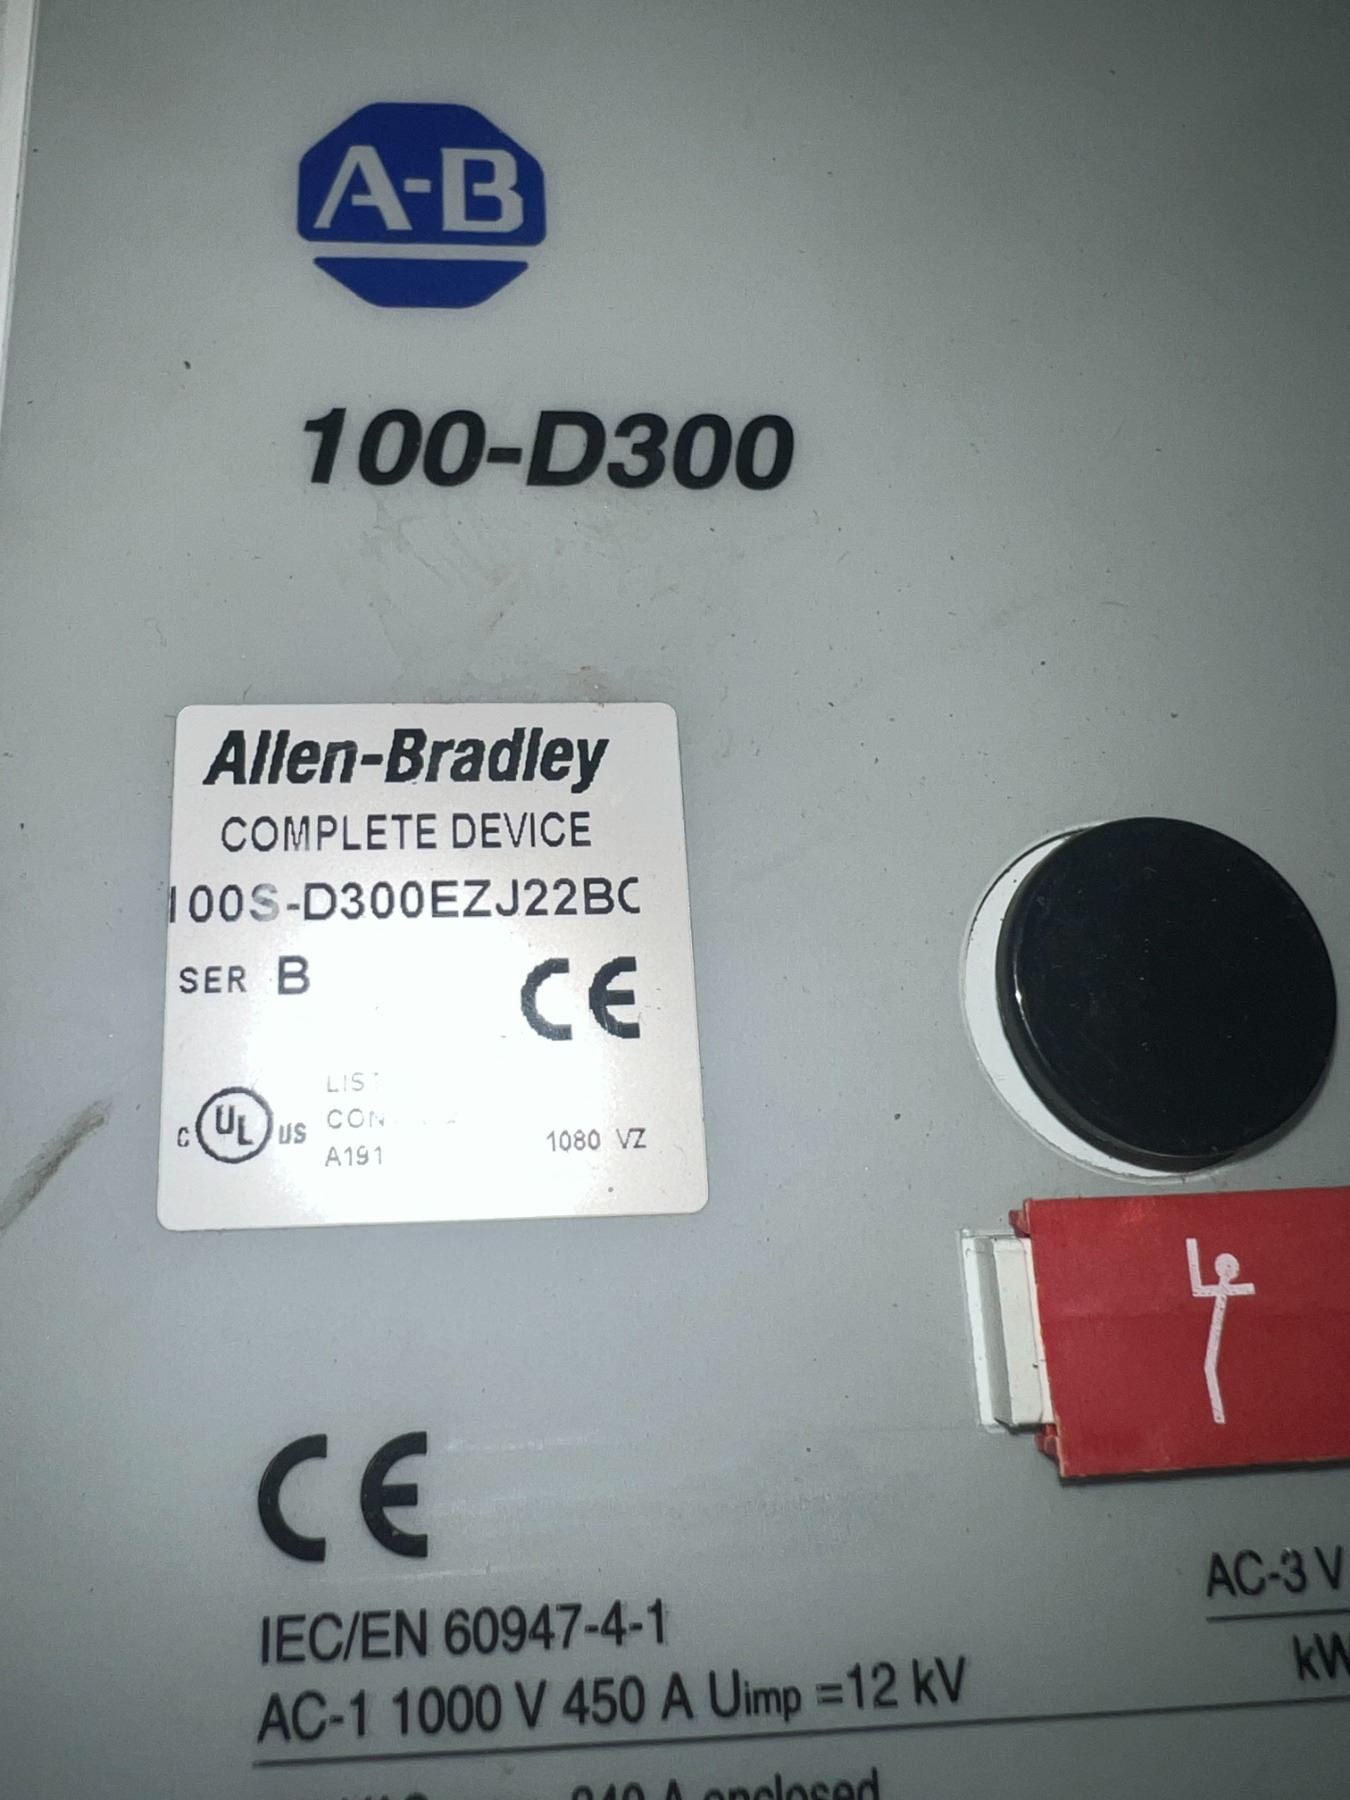 A-B
100-D300
Allen-Bradley
COMPLETE DEVICE
100S-D300EZJ22BC
SER B
CE
C UL US
A191
1080 VZ
CE
IEC/EN 60947-4-1
AC-1 1000 V 450 A Uimp =12 kV
AC-3 V
kW
enclosed